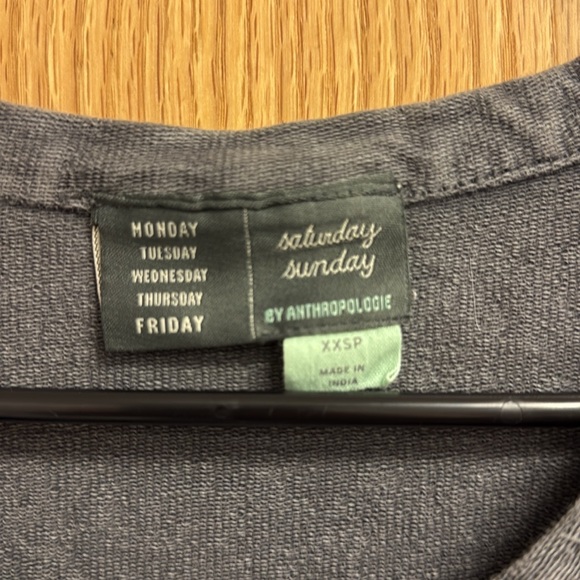 MONDAY
TUESDAY
WEDNESDAY
THURSDAY
FRIDAY
saturday
sunday
BY ANTHROPOLOGIE
XXSP
MADE IN
INDIA